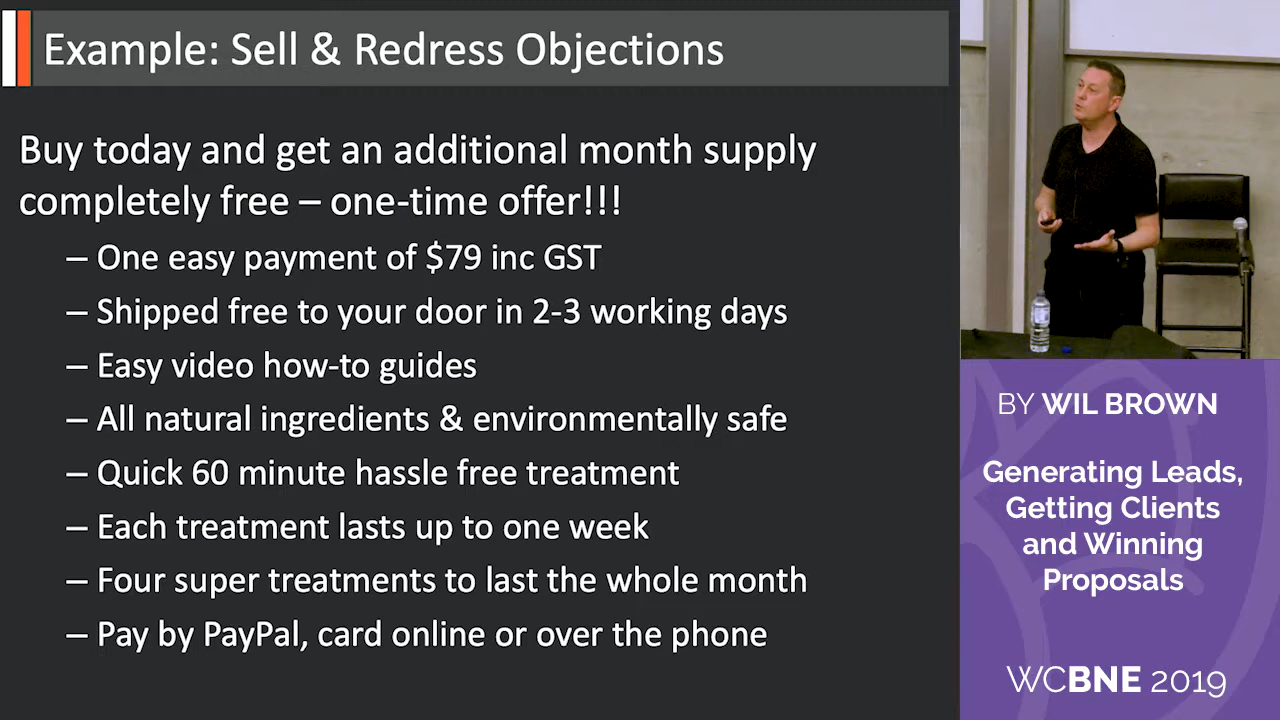 Example: Sell & Redress Objections
Buy today and get an additional month supply
completely free – one-time offer!!!
– One easy payment of $79 inc GST
– Shipped free to your door in 2-3 working days
– Easy video how-to guides
– All natural ingredients & environmentally safe
– Quick 60 minute hassle free treatment
– Each treatment lasts up to one week
– Four super treatments to last the whole month
– Pay by PayPal, card online or over the phone
BY WIL BROWN
Generating Leads,
Getting Clients
and Winning
Proposals
WCBNE 2019